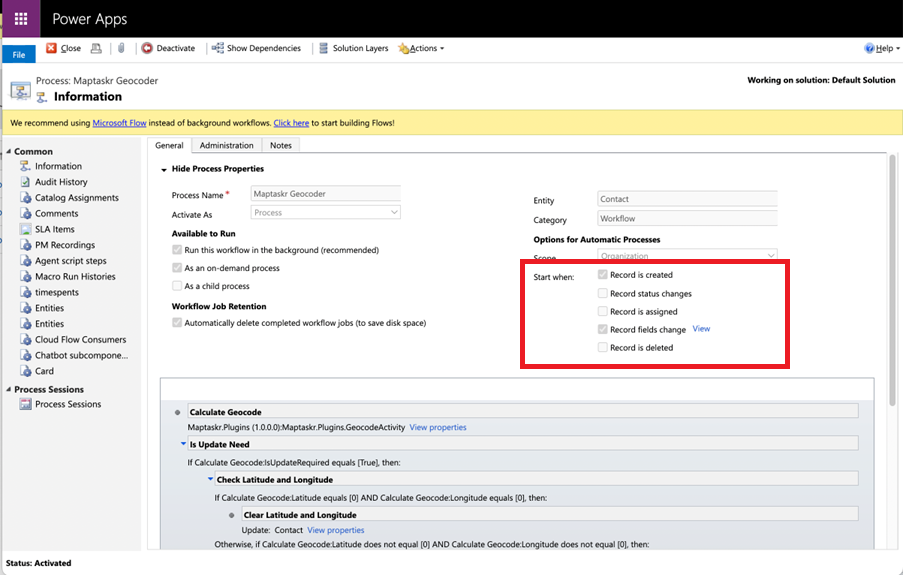 Power Apps
File
Close
Deactivate
Show Dependencies
Solution Layers
Actions
Help
Process: Maptaskr Geocoder
Information
Working on solution: Default Solution
We recommend using Microsoft Flow instead of background workflows. Click here to start building Flows!
Common
Information
Audit History
Catalog Assignments
Comments
SLA Items
PM Recordings
Agent script steps
Macro Run Histories
timespents
Entities
Entities
Cloud Flow Consumers
Chatbot subcompone...
Card
Process Sessions
Process Sessions
General Administration Notes
Hide Process Properties
Process Name * Maptaskr Geocoder
Activate As Process
Available to Run
Run this workflow in the background (recommended)
As an on-demand process
As a child process
Workflow Job Retention
Automatically delete completed workflow jobs (to save disk space)
Entity Contact
Category Workflow
Options for Automatic Processes
Scope Organization
Start when: Record is created
Record status changes
Record is assigned
Record fields change View
Record is deleted
Calculate Geocode
Maptaskr.Plugins (1.0.0.0):Maptaskr.Plugins.GeocodeActivity View properties
Is Update Need
If Calculate Geocode:IsUpdateRequired equals [True], then:
Check Latitude and Longitude
If Calculate Geocode:Latitude equals [0] AND Calculate Geocode:Longitude equals [0], then:
Clear Latitude and Longitude
Update: Contact View properties
Otherwise, if Calculate Geocode:Latitude does not equal [0] AND Calculate Geocode:Longitude does not equal [0], then:
Status: Activated